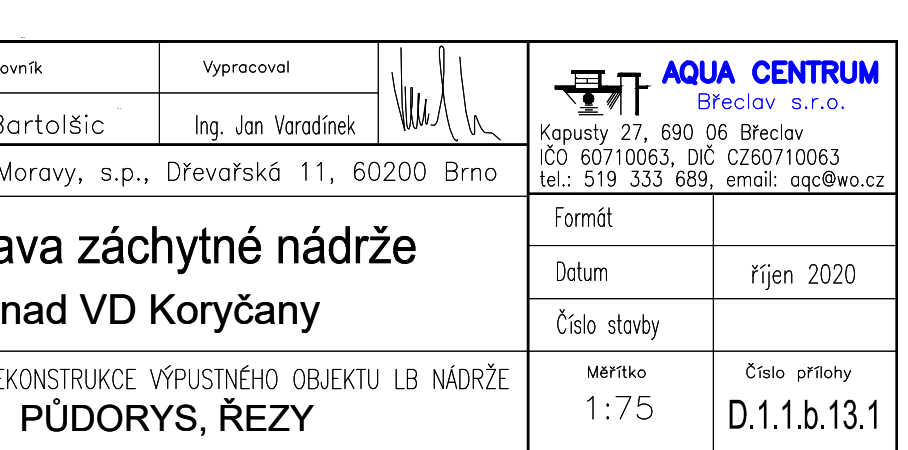 ovník
Vypracoval
Bartolšic
Ing. Jan Varadínek
Moravy, s.p., Dřevařská 11, 60200 Brno
ava záchytné nádrže
nad VD Koryčany
EKONSTRUKCE VÝPUSTNÉHO OBJEKTU LB NÁDRŽE
PŮDORYS, ŘEZY
AQUA CENTRUM
Břeclav s.r.o.
Kapusty 27, 690 06 Břeclav
IČO 60710063, DIČ CZ60710063
tel.: 519 333 689, email: aqc@wo.cz
Formát
Datum
říjen 2020
Číslo stavby
Měřítko
1:75
Číslo přílohy
D.1.1.b.13.1